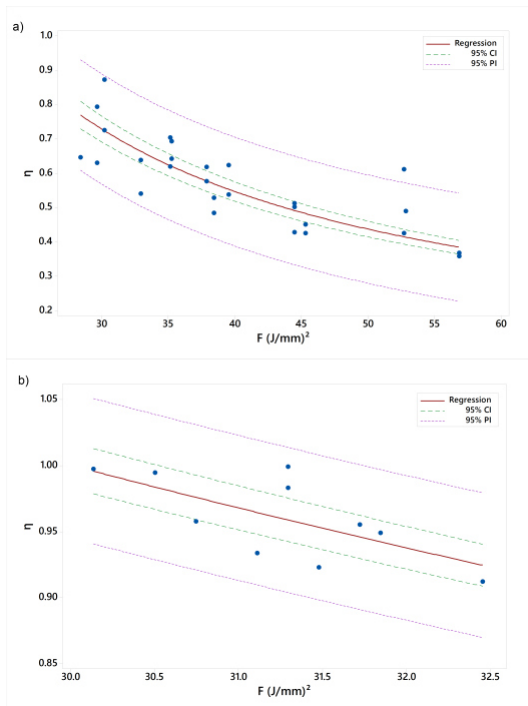 a)
1.0
0.9
0.8
0.7
0.6
0.5
0.4
0.3
0.2
η
Regression
95% CI
95% PI
30 35 40 45 50 55 60
F (J/mm)²
b)
1.05
1.00
0.95
0.90
0.85
η
Regression
95% CI
95% PI
30.0 30.5 31.0 31.5 32.0 32.5
F (J/mm)²